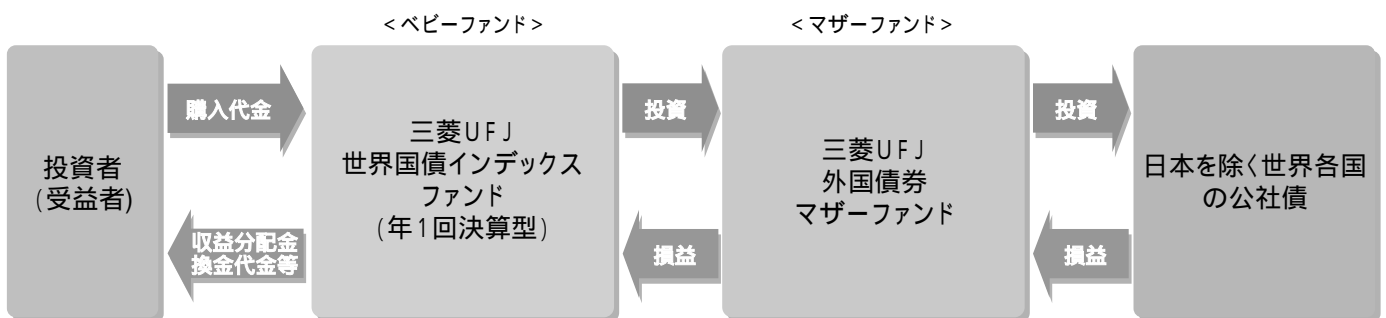 <ベビーファンド>
<マザーファンド>
投資者
(受益者)
購入代金
収益分配金
換金代金等
三菱UFJ
世界国債インデックス
ファンド
(年1回決算型)
投資
損益
三菱UFJ
外国債券
マザーファンド
投資
損益
日本を除く世界各国
の公社債